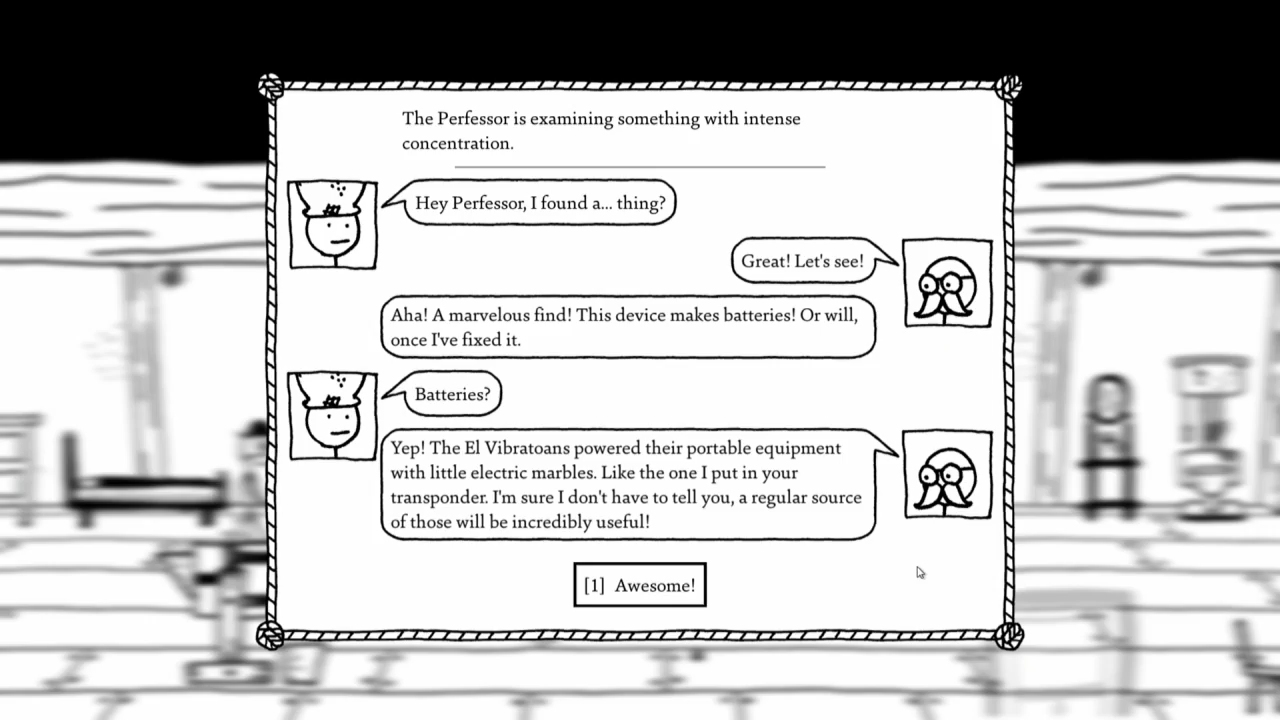 The Perfessor is examining something with intense
concentration.
Hey Perfessor, I found a... thing?
Great! Let's see!
Aha! A marvelous find! This device makes batteries! Or will,
once I've fixed it.
Batteries?
Yep! The El Vibratoans powered their portable equipment
with little electric marbles. Like the one I put in your
transponder. I'm sure I don't have to tell you, a regular source
of those will be incredibly useful!
[1] Awesome!